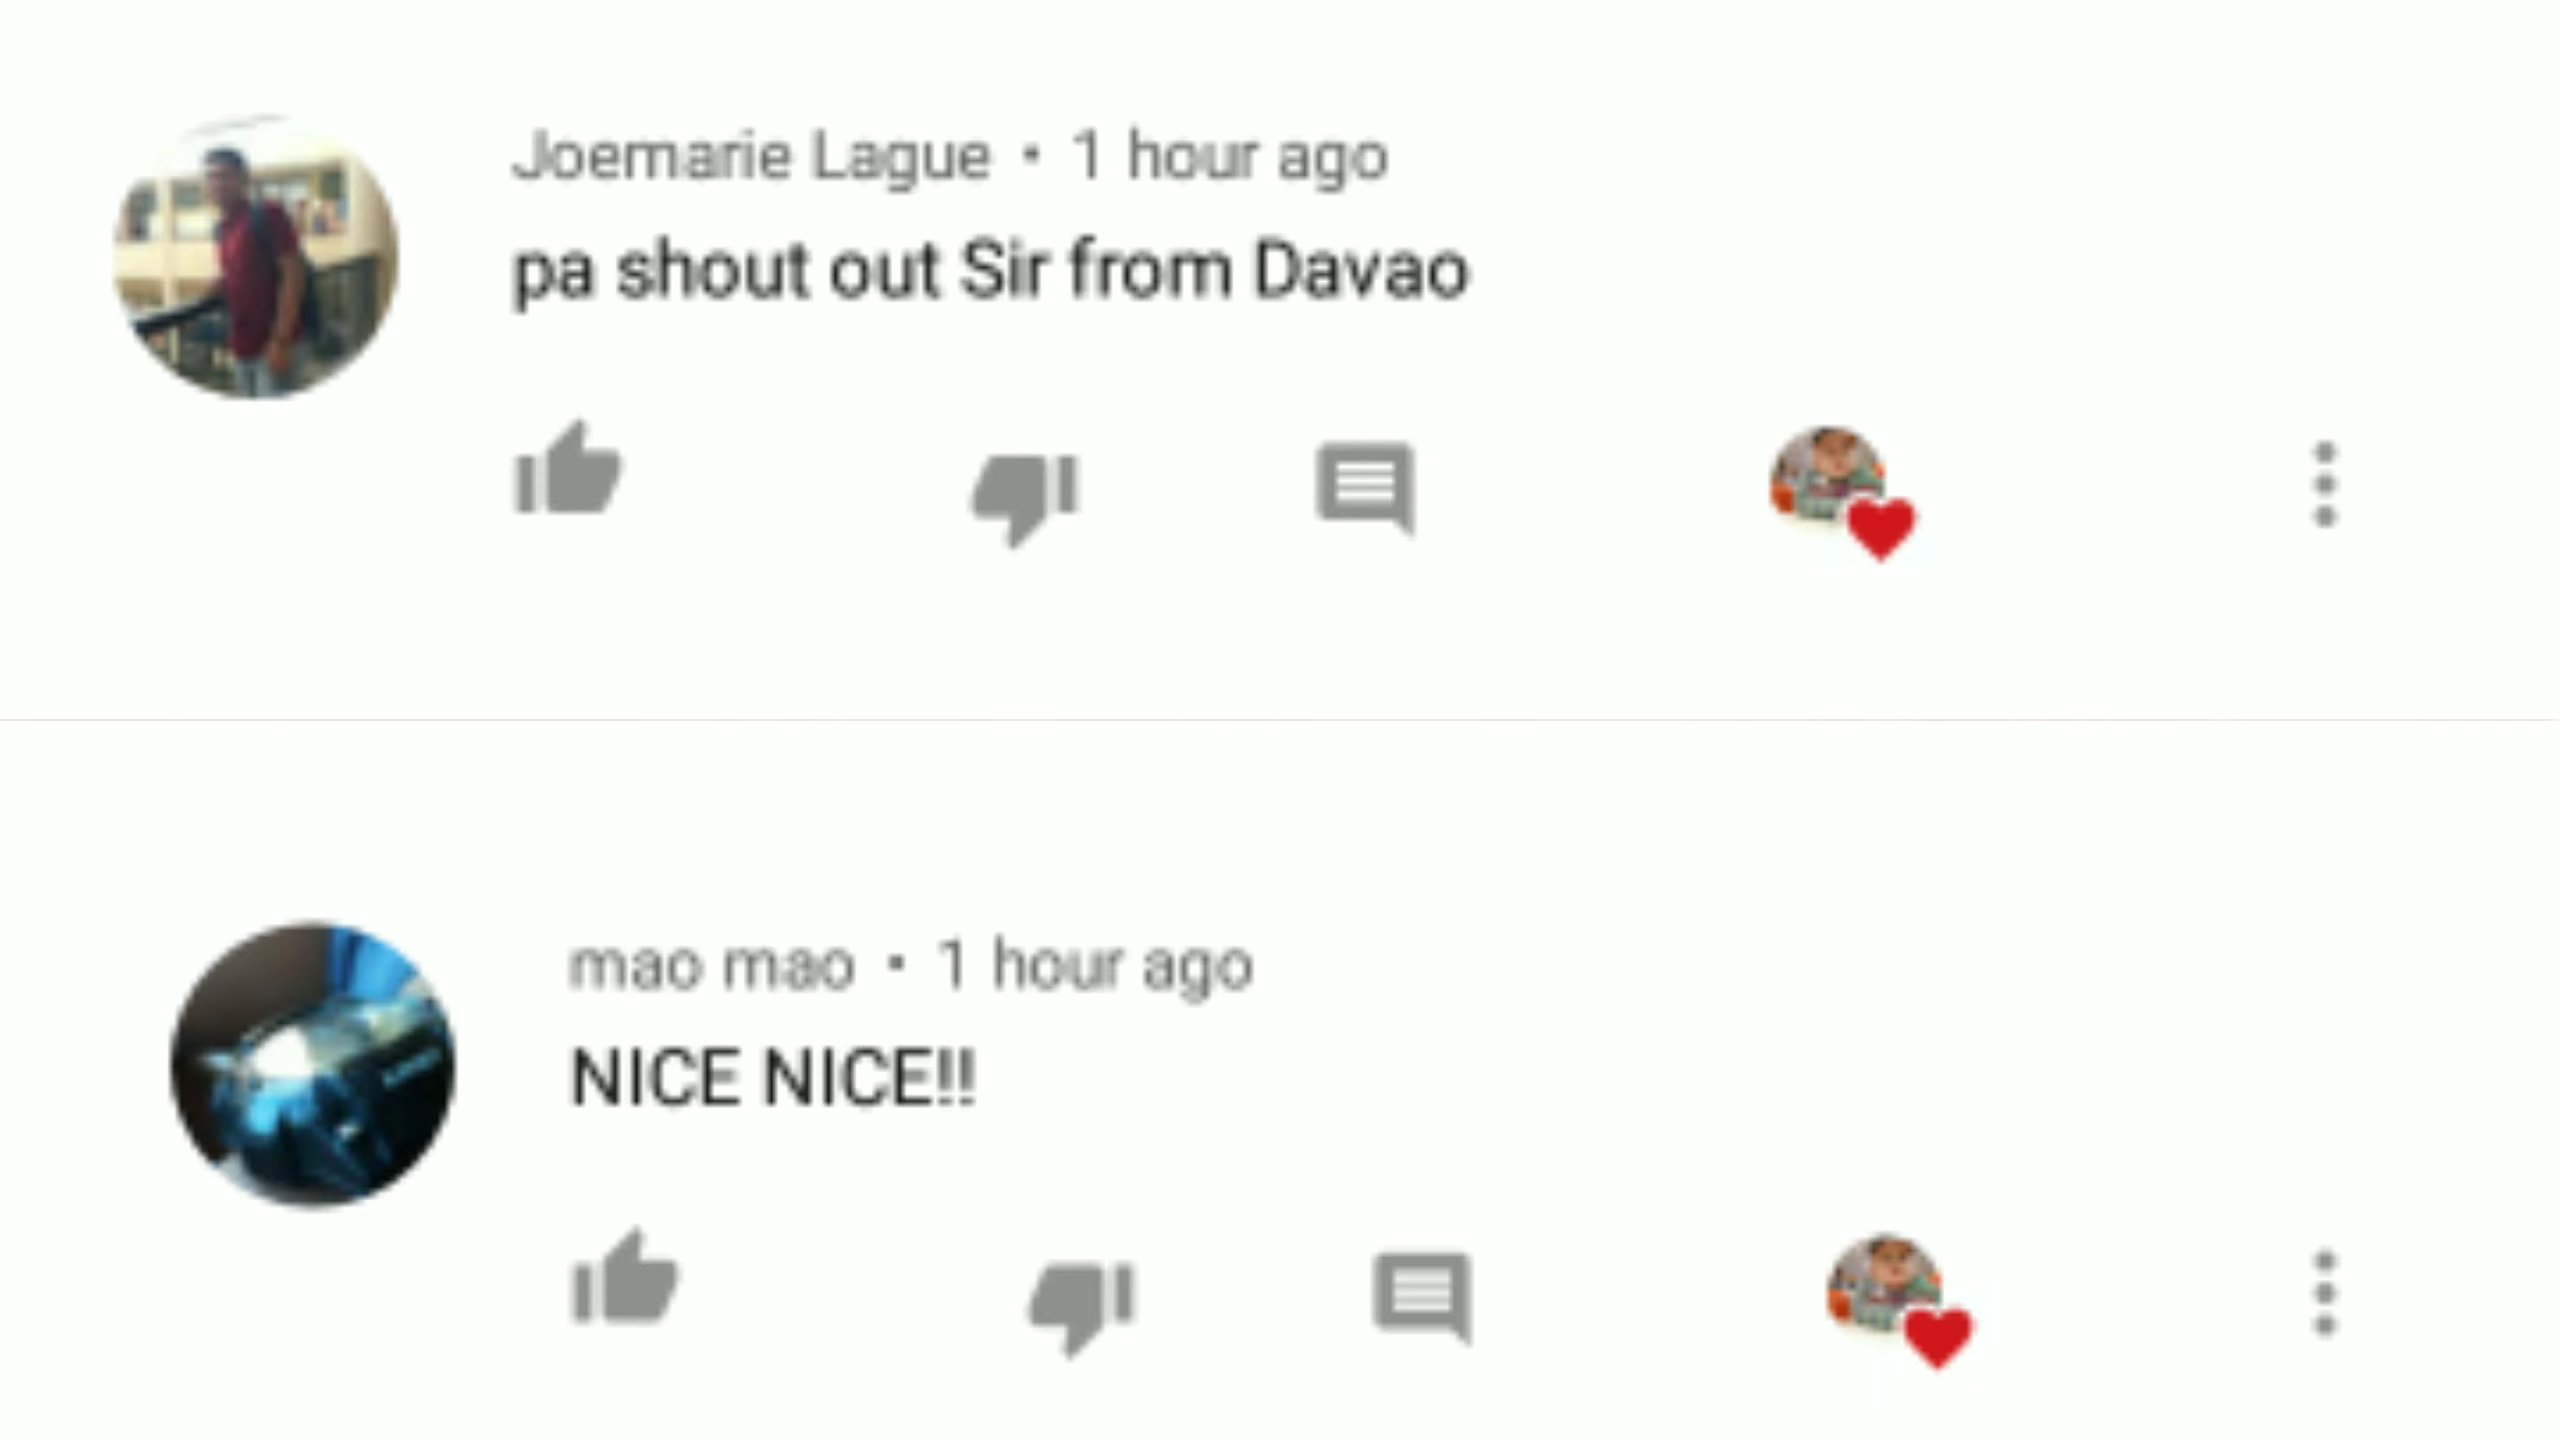 Joemarie Lague • 1 hour ago
pa shout out Sir from Davao
mao mao • 1 hour ago
NICE NICE!!